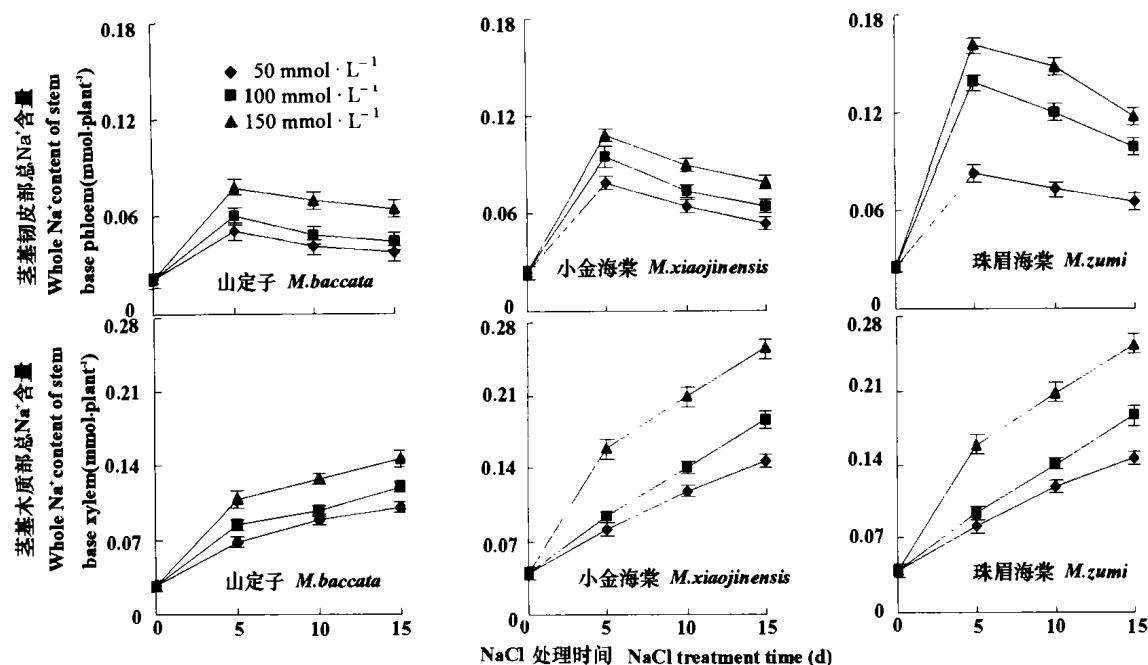 茎基韧皮部总Na⁺含量
Whole Na⁺content of stem
base phloem(mmol·plant⁻¹)
0.18
0.12
0.06
0
50 mmol · L⁻¹
100 mmol · L⁻¹
150 mmol · L⁻¹
山定子 M.baccata
0.18
0.12
0.06
0
小金海棠 M.xiaojinensis
0.18
0.12
0.06
0
珠眉海棠 M.zumi
茎基木质部总Na⁺含量
Whole Na⁺content of stem
base xylem(mmol·plant⁻¹)
0.28
0.21
0.14
0.07
0
山定子 M.baccata
0 5 10 15
0.28
0.21
0.14
0.07
0
小金海棠 M.xiaojinensis
0 5 10 15
0.28
0.21
0.14
0.07
0
珠眉海棠 M.zumi
0 5 10 15
NaCl 处理时间 NaCl treatment time (d)